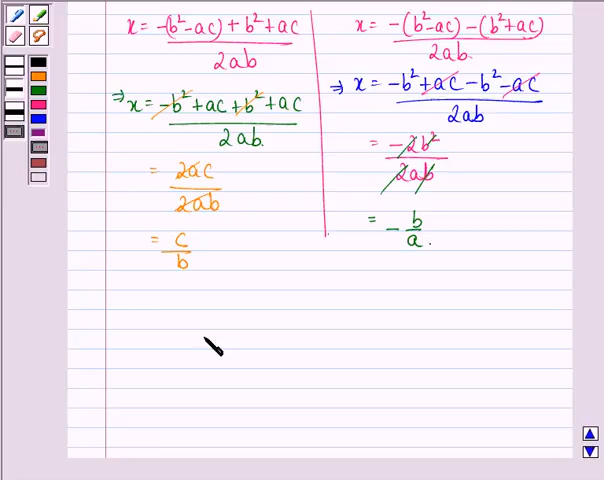 x = -(b²-ac) + b²+ac / 2ab
⇒ x = -b² + ac + b² + ac / 2ab.
= 2ac / 2ab
= c / b
x = -(b²-ac) - (b²+ac) / 2ab.
⇒ x = -b² + ac - b² - ac / 2ab
= -2b² / 2ab
= - b / a .